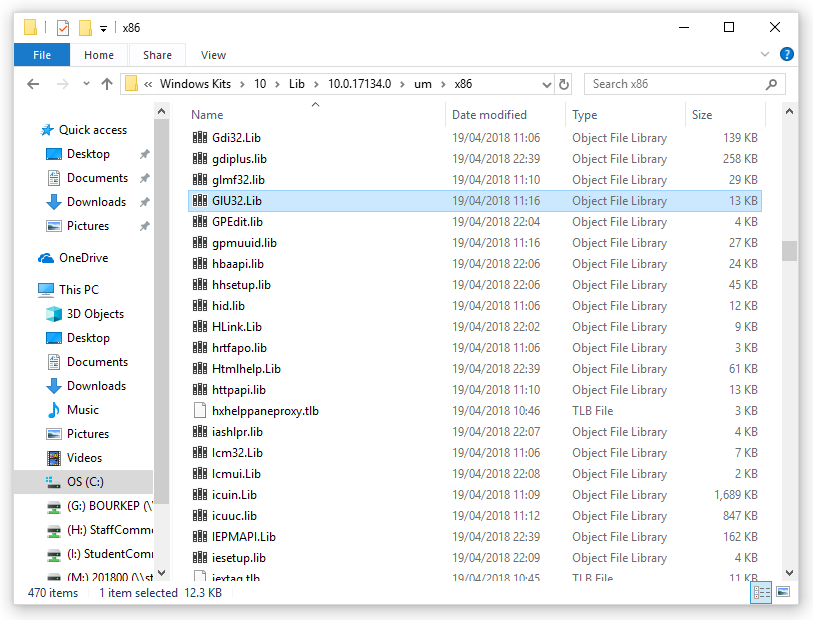 x86
File Home Share View
« Windows Kits > 10 > Lib > 10.0.17134.0 > um > x86 Search x86
Quick access
Desktop
Documents
Downloads
Pictures
OneDrive
This PC
3D Objects
Desktop
Documents
Downloads
Music
Pictures
Videos
OS (C:)
(G:) BOURKEP (\\
(H:) StaffComm
(I:) StudentComm
(M:) 201800 (\\st
Name Date modified Type Size
Gdi32.Lib 19/04/2018 11:06 Object File Library 139 KB
gdiplus.lib 19/04/2018 22:39 Object File Library 258 KB
glmf32.lib 19/04/2018 11:10 Object File Library 29 KB
GlU32.Lib 19/04/2018 11:16 Object File Library 13 KB
GPEdit.lib 19/04/2018 22:04 Object File Library 4 KB
gpmuuid.lib 19/04/2018 11:16 Object File Library 27 KB
hbaapi.lib 19/04/2018 22:06 Object File Library 24 KB
hhsetup.lib 19/04/2018 22:06 Object File Library 45 KB
hid.lib 19/04/2018 11:06 Object File Library 12 KB
HLink.Lib 19/04/2018 22:02 Object File Library 9 KB
hrtfapo.lib 19/04/2018 11:06 Object File Library 3 KB
Htmlhelp.Lib 19/04/2018 22:39 Object File Library 61 KB
httpapi.lib 19/04/2018 11:10 Object File Library 13 KB
hxhelppaneproxy.tlb 19/04/2018 10:46 TLB File 3 KB
iashlpr.lib 19/04/2018 22:07 Object File Library 4 KB
Icm32.Lib 19/04/2018 11:06 Object File Library 7 KB
Icmui.Lib 19/04/2018 22:08 Object File Library 2 KB
icuin.Lib 19/04/2018 11:09 Object File Library 1,689 KB
icuuc.lib 19/04/2018 11:12 Object File Library 847 KB
IEPMAPI.Lib 19/04/2018 22:39 Object File Library 162 KB
iesetup.lib 19/04/2018 22:09 Object File Library 4 KB
iextag.tlb 19/04/2018 10:45 TLB File 11 KB
470 items 1 item selected 12.3 KB